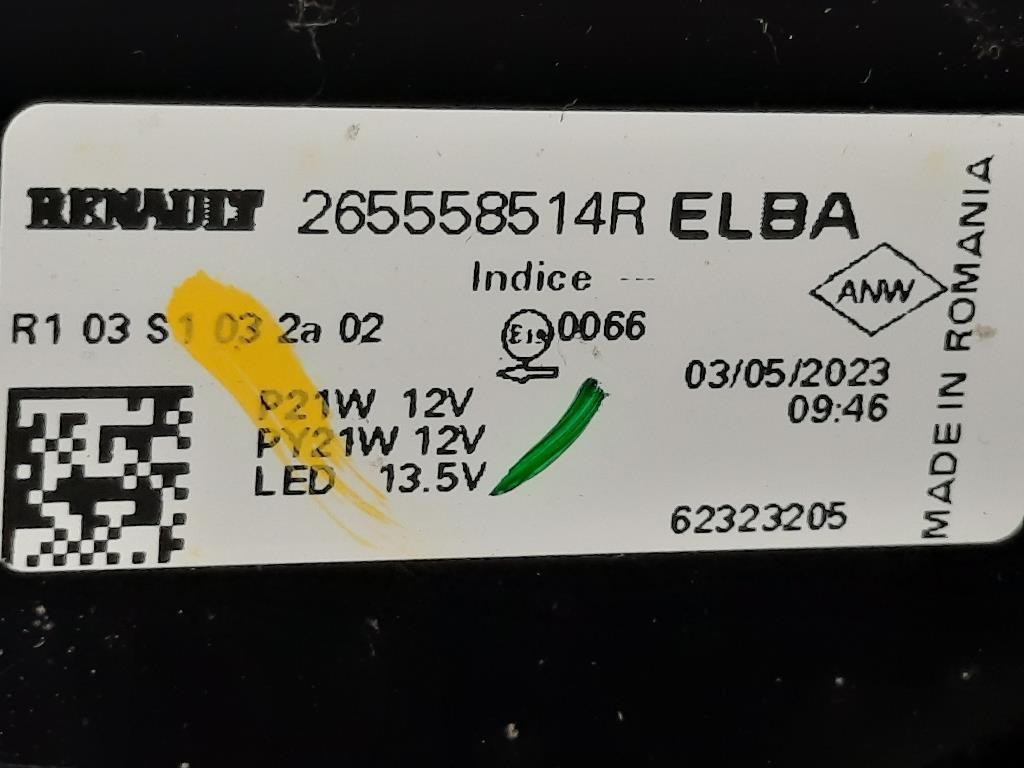 RENAULT 265558514R ELBA
Indice ---
ANW
R1 03 S1 03 2a 02
E19 0066
03/05/2023
09:46
P21W 12V
PY21W 12V
LED 13.5V
62323205
MADE IN ROMANIA